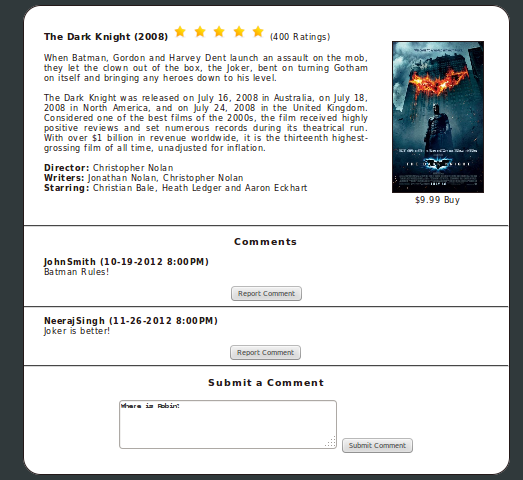 The Dark Knight (2008) (400 Ratings)
When Batman, Gordon and Harvey Dent launch an assault on the mob,
they let the clown out of the box, the Joker, bent on turning Gotham
on itself and bringing any heroes down to his level.
The Dark Knight was released on July 16, 2008 in Australia, on July 18,
2008 in North America, and on July 24, 2008 in the United Kingdom.
Considered one of the best films of the 2000s, the film received highly
positive reviews and set numerous records during its theatrical run.
With over $1 billion in revenue worldwide, it is the thirteenth highest-
grossing film of all time, unadjusted for inflation.
Director: Christopher Nolan
Writers: Jonathan Nolan, Christopher Nolan
Starring: Christian Bale, Heath Ledger and Aaron Eckhart
THE DARK KNIGHT
$9.99 Buy
Comments
JohnSmith (10-19-2012 8:00PM)
Batman Rules!
Report Comment
NeerajSingh (11-26-2012 8:00PM)
Joker is better!
Report Comment
Submit a Comment
Where is Robin?
Submit Comment